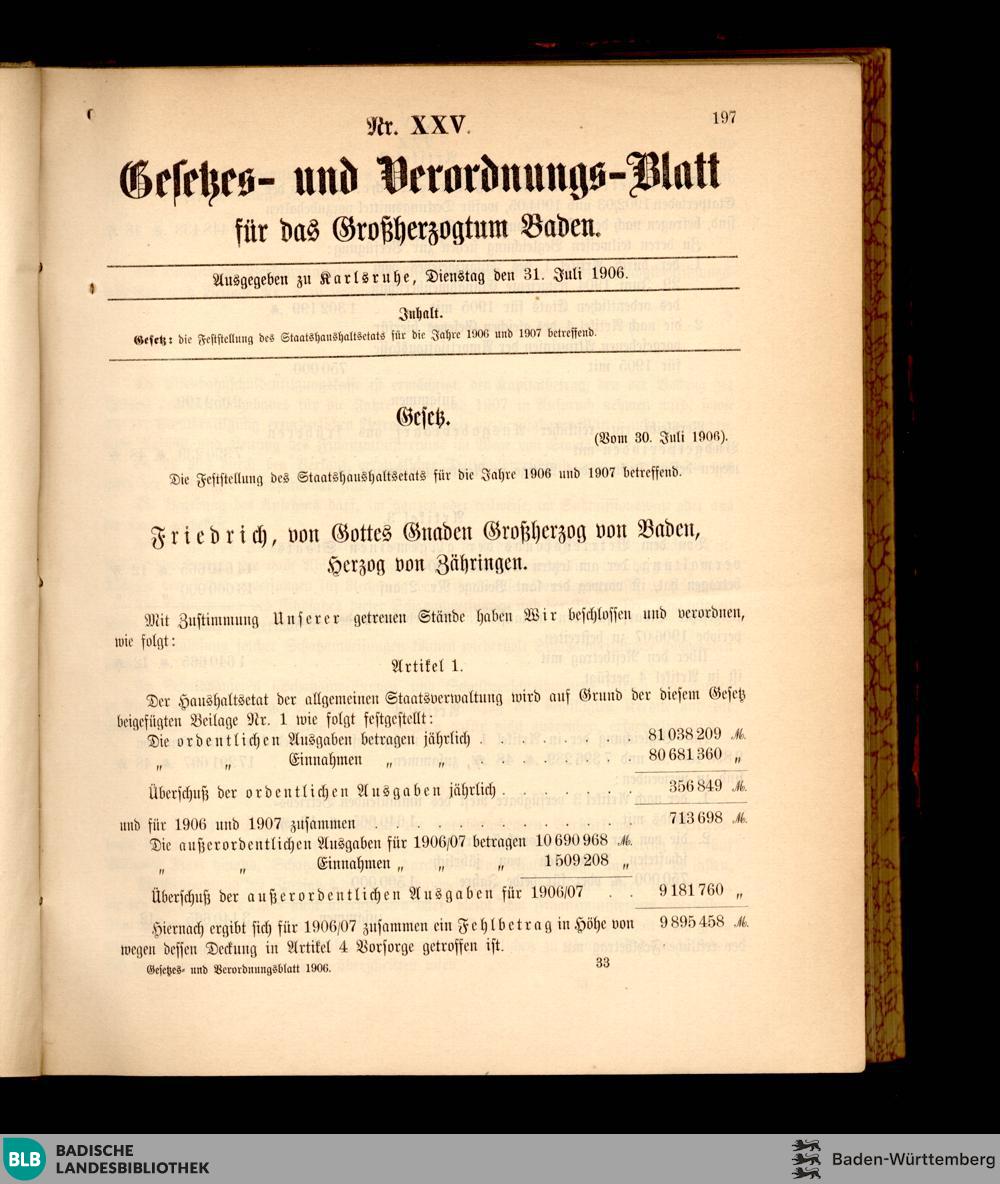 Nr. XXV.
197
Gesetzes- und Verordnungs-Blatt
für das Großherzogtum Baden.
Ausgegeben zu Karlsruhe, Dienstag den 31. Juli 1906.
Inhalt.
Gesetz: die Feststellung des Staatshaushaltsetats für die Jahre 1906 und 1907 betreffend.
Gesetz.
(Vom 30. Juli 1906).
Die Feststellung des Staatshaushaltsetats für die Jahre 1906 und 1907 betreffend.
Friedrich, von Gottes Gnaden Großherzog von Baden,
Herzog von Zähringen.
Mit Zustimmung Unserer getreuen Stände haben Wir beschlossen und verordnen,
wie folgt:
Artikel 1.
Der Haushaltsetat der allgemeinen Staatsverwaltung wird auf Grund der diesem Gesetz
beigefügten Beilage Nr. 1 wie folgt festgestellt:
Die ordentlichen Ausgaben betragen jährlich . . . . . . . . 81 038 209 ℳ.
„ „ Einnahmen „ „ . . . . . . . . 80 681 360 „
Überschuß der ordentlichen Ausgaben jährlich . . . . . . . 356 849 ℳ.
und für 1906 und 1907 zusammen . . . . . . . . . . . . 713 698 ℳ.
Die außerordentlichen Ausgaben für 1906/07 betragen 10 690 968 ℳ.
„ „ Einnahmen „ „ „ 1 509 208 „
Überschuß der außerordentlichen Ausgaben für 1906/07 . . 9 181 760 „
Hiernach ergibt sich für 1906/07 zusammen ein Fehlbetrag in Höhe von 9 895 458 ℳ.
wegen dessen Deckung in Artikel 4 Vorsorge getroffen ist.
Gesetzes- und Verordnungsblatt 1906.
33
BLB BADISCHE
LANDESBIBLIOTHEK
Baden-Württemberg